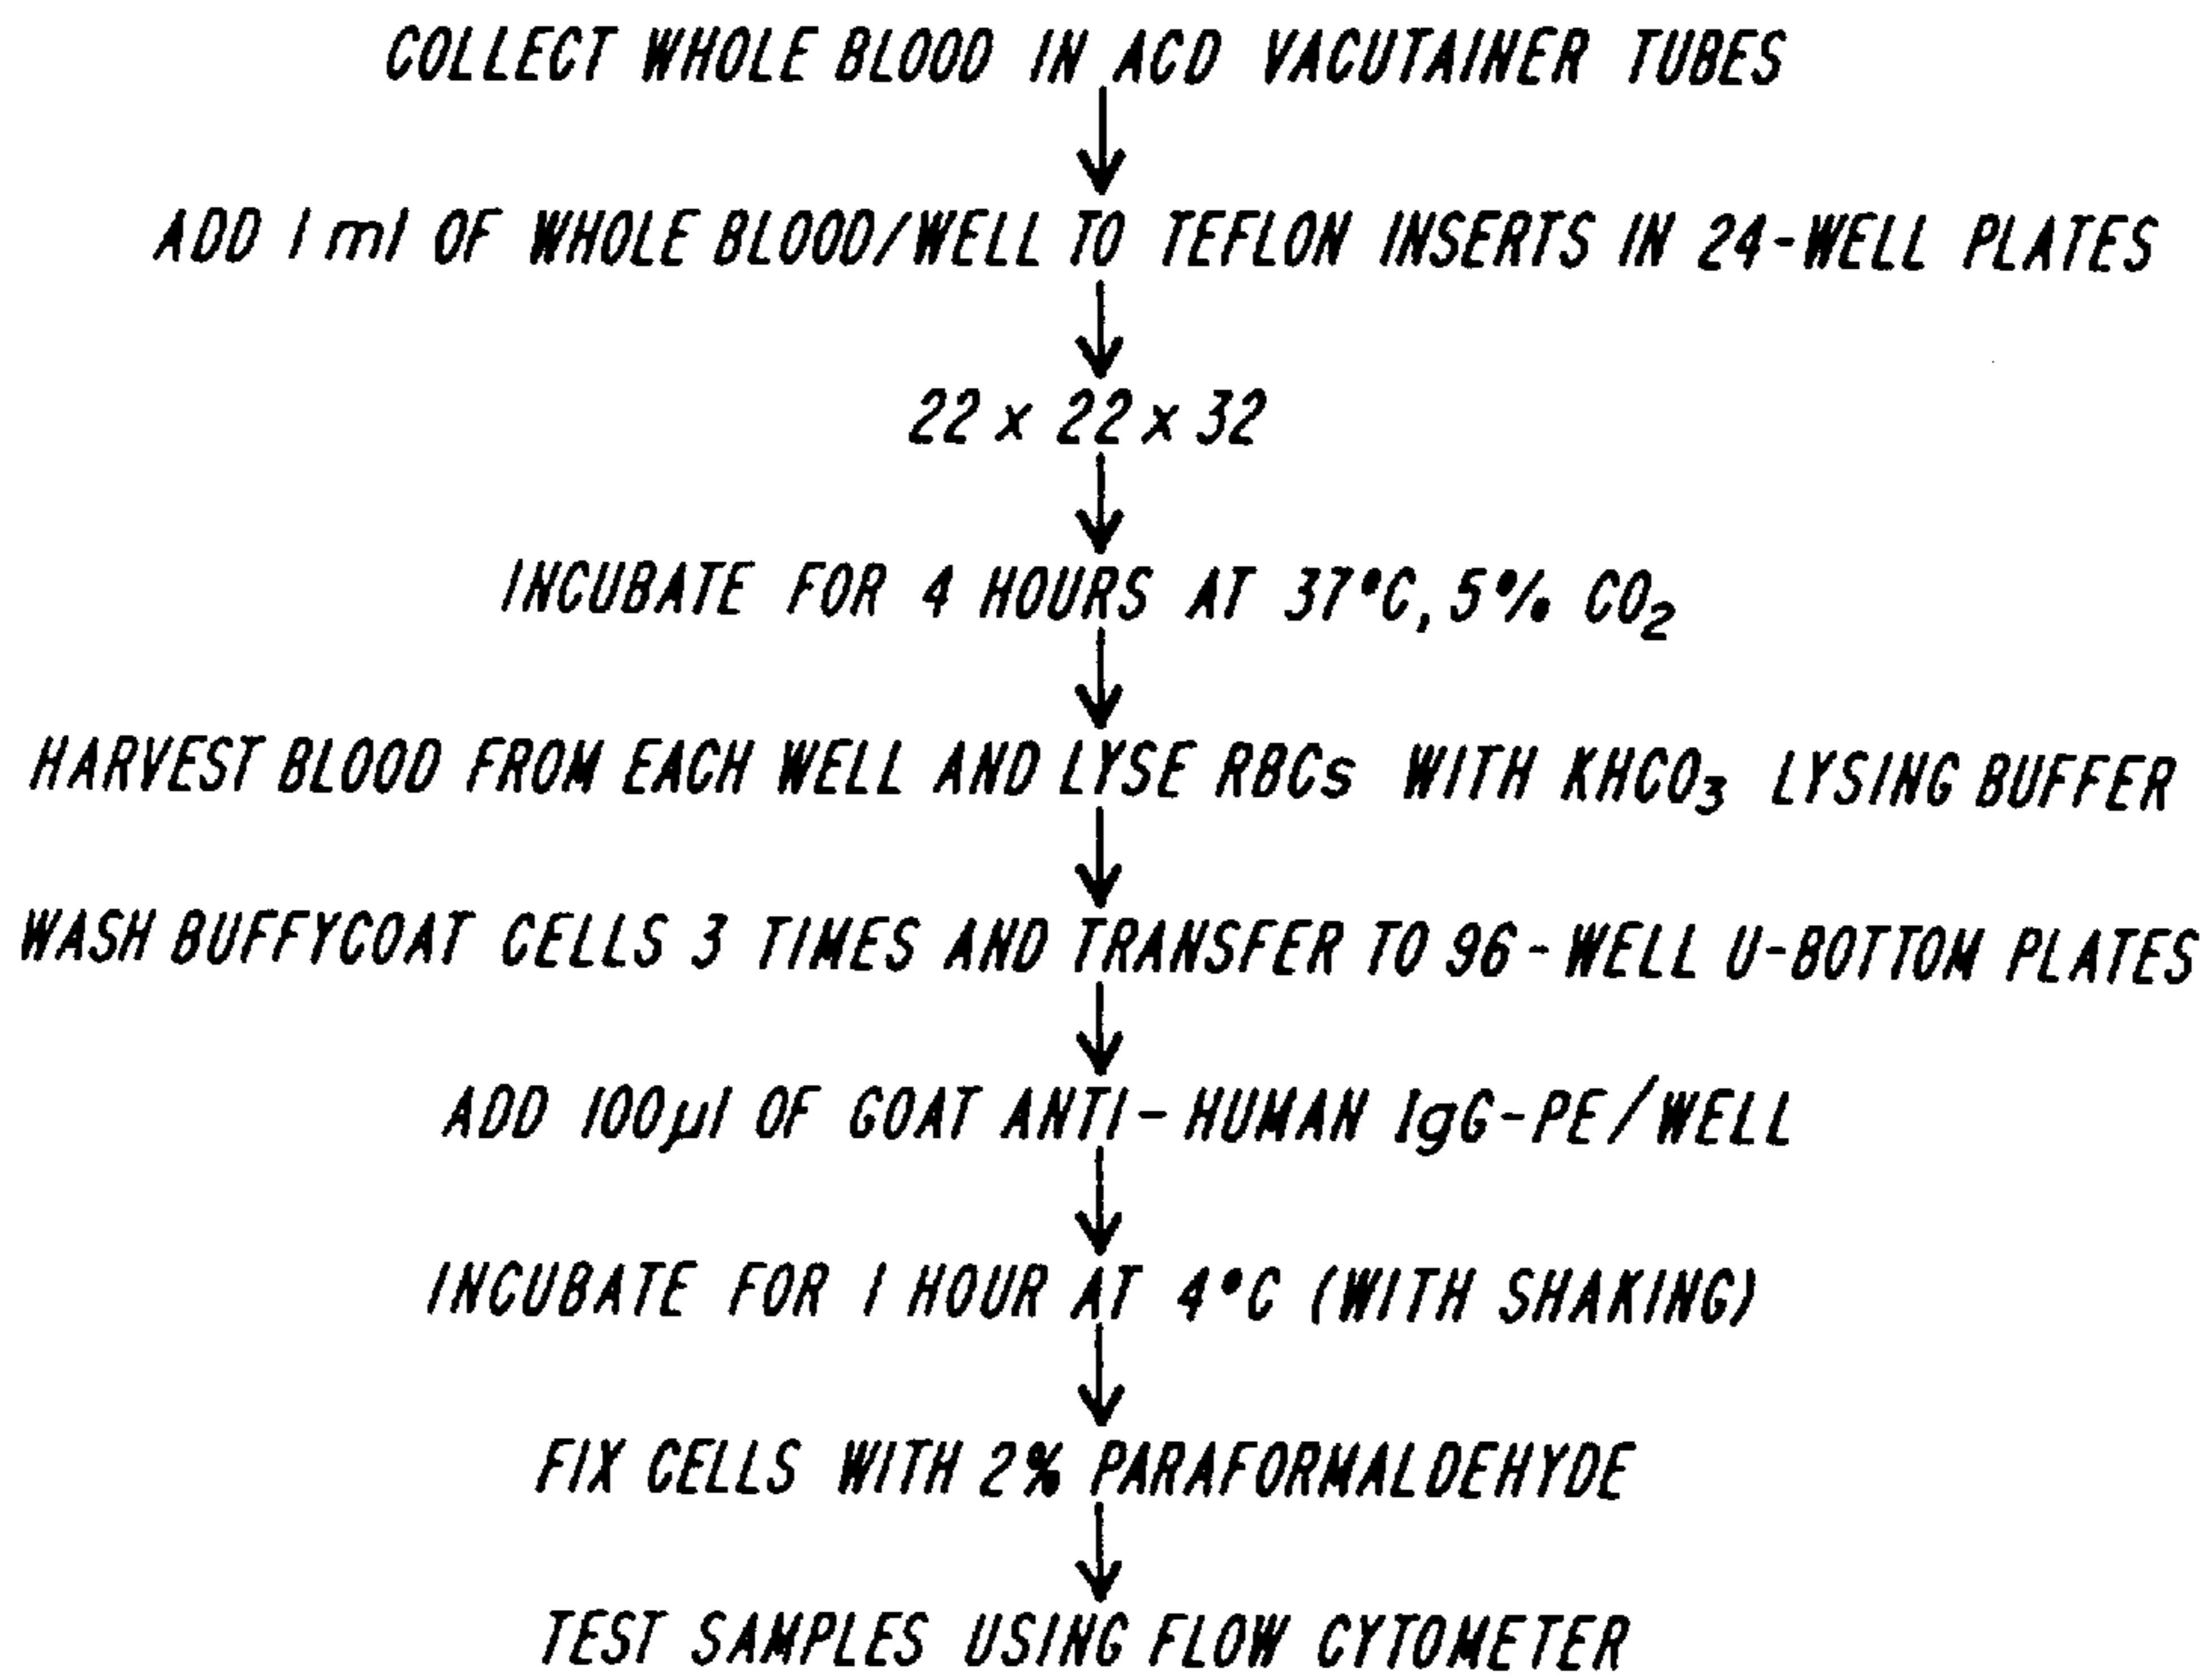 COLLECT WHOLE BLOOD IN ACD VACUTAINER TUBES
ADD 1 ml OF WHOLE BLOOD/WELL TO TEFLON INSERTS IN 24-WELL PLATES
22 x 22 x 32
INCUBATE FOR 4 HOURS AT 37°C, 5% CO₂
HARVEST BLOOD FROM EACH WELL AND LYSE RBCs WITH KHCO₃ LYSING BUFFER
WASH BUFFYCOAT CELLS 3 TIMES AND TRANSFER TO 96-WELL U-BOTTOM PLATES
ADD 100μl OF GOAT ANTI-HUMAN IgG-PE/WELL
INCUBATE FOR 1 HOUR AT 4°C (WITH SHAKING)
FIX CELLS WITH 2% PARAFORMALDEHYDE
TEST SAMPLES USING FLOW CYTOMETER